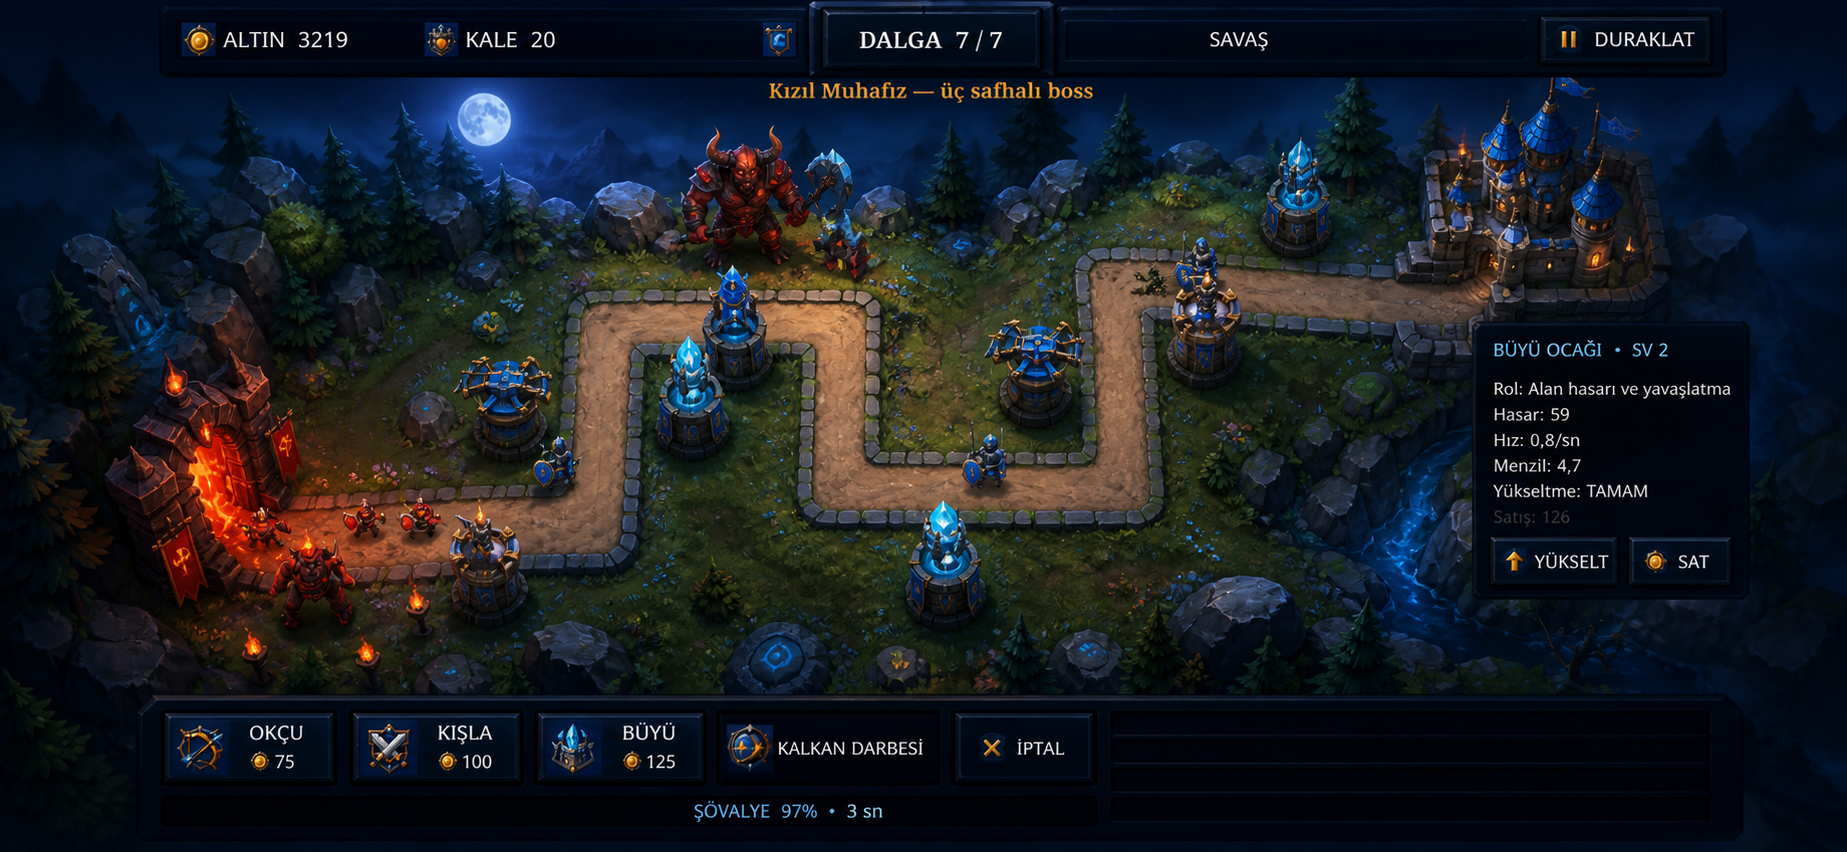 ALTIN 3219
KALE 20
DALGA 7 / 7
SAVAŞ
DURAKLAT
Kızıl Muhafız — üç safhalı boss
BÜYÜ OCAĞI • SV 2
Rol: Alan hasarı ve yavaşlatma
Hasar: 59
Hız: 0,8/sn
Menzil: 4,7
Yükseltme: TAMAM
Satış: 126
YÜKSELT
SAT
OKÇU
75
KIŞLA
100
BÜYÜ
125
KALKAN DARBESİ
İPTAL
ŞÖVALYE 97% • 3 sn